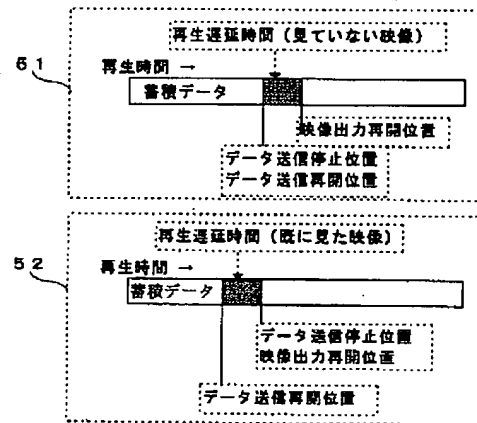 51
再生遅延時間（見ていない映像）
再生時間 →
蓄積データ
映像出力再開位置
データ送信停止位置
データ送信再開位置
52
再生遅延時間（既に見た映像）
再生時間 →
蓄積データ
データ送信停止位置
映像出力再開位置
データ送信再開位置